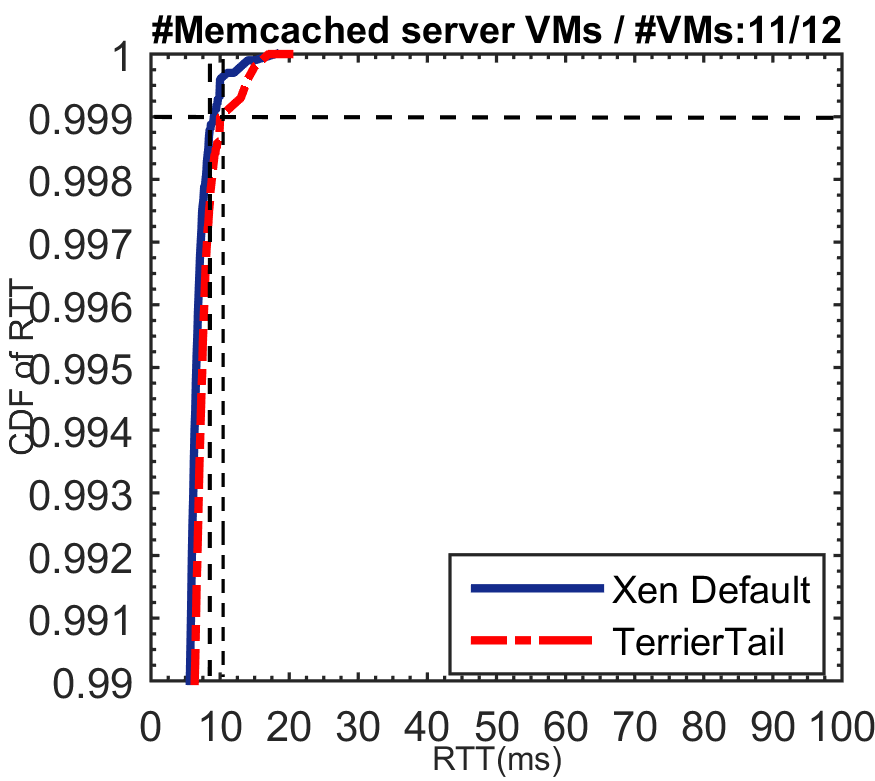 #Memcached server VMs / #VMs:11/12
1
0.999
0.998
0.997
0.996
0.995
0.994
0.993
0.992
0.991
0.99
CDF of RTT
Xen Default
TerrierTail
0 10 20 30 40 50 60 70 80 90 100
RTT(ms)